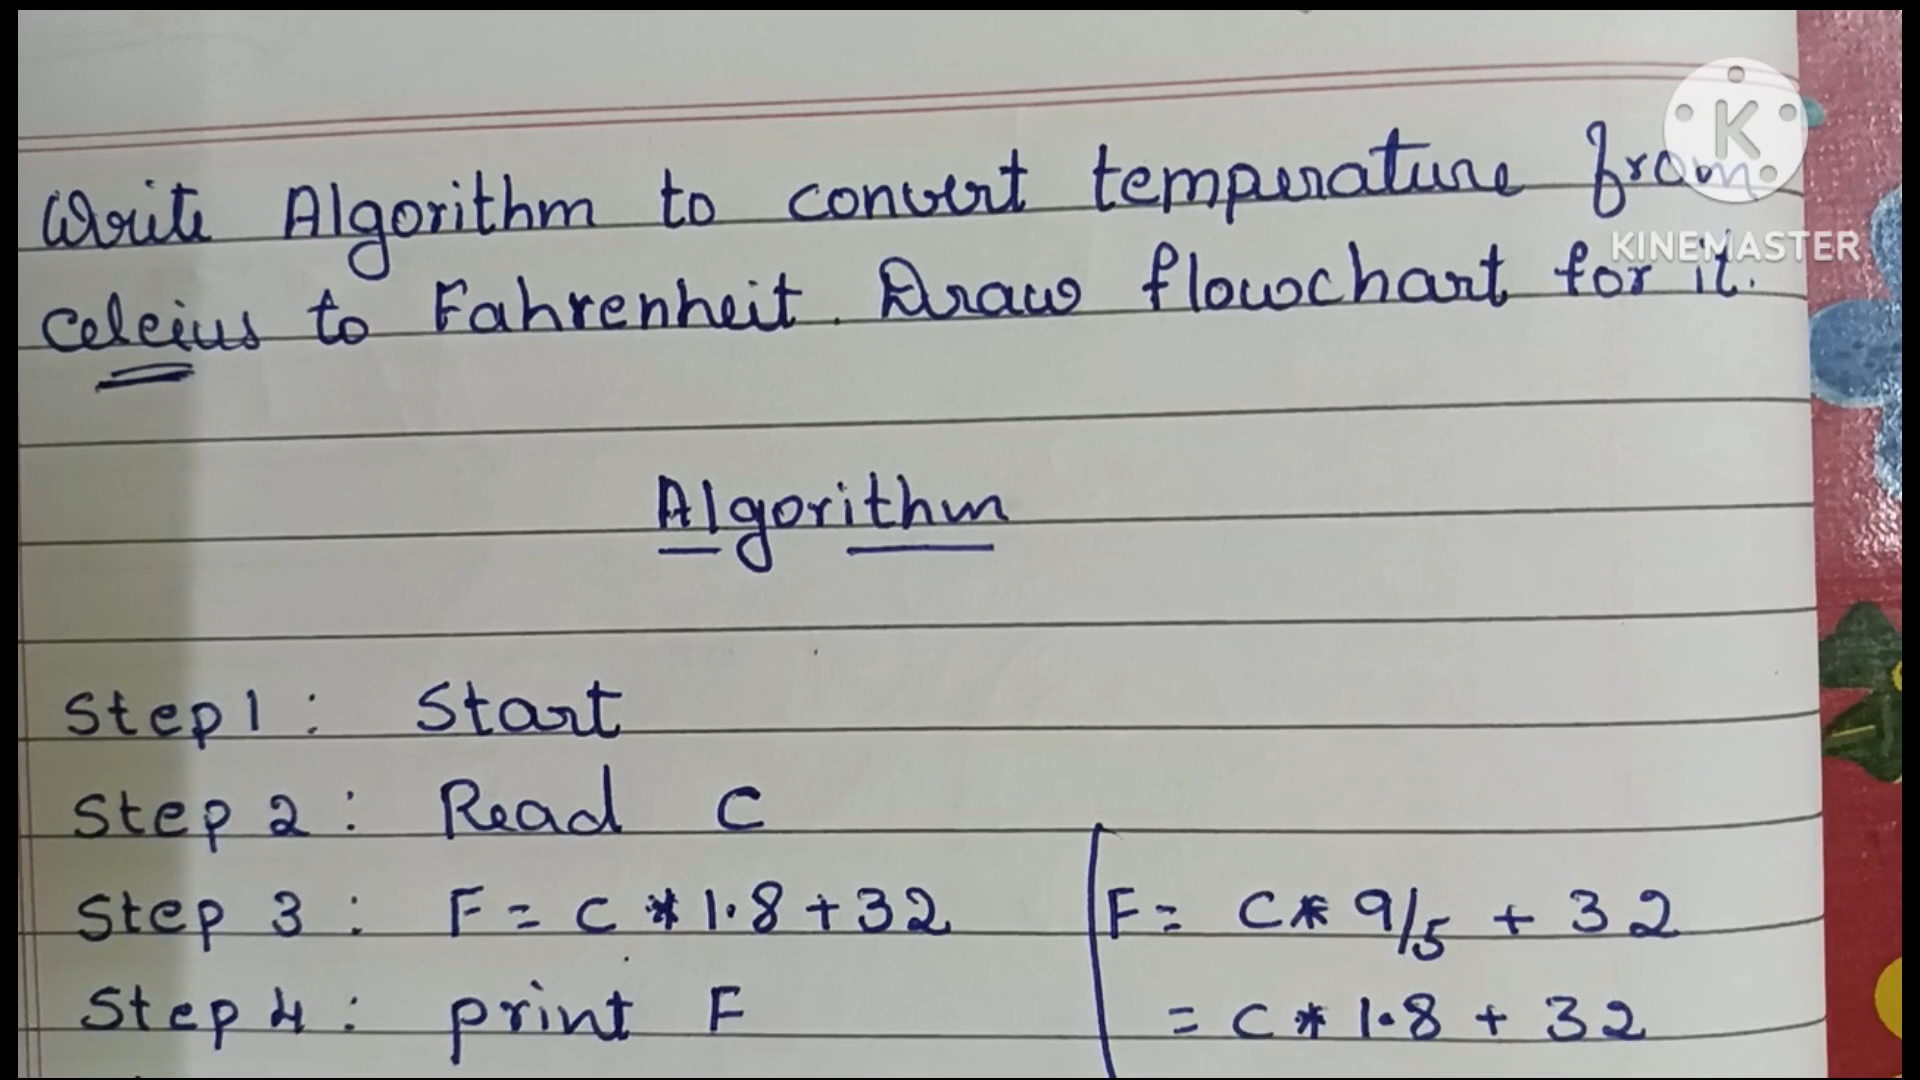 Write Algorithm to convert temperature from
celcius to Fahrenheit. Draw flowchart for it.
K
KINEMASTER
Algorithm
Step 1 : Start
Step 2 : Read C
Step 3 : F = C * 1.8 + 32
F = C * 9/5 + 32
Step 4 : print F
= C * 1.8 + 32